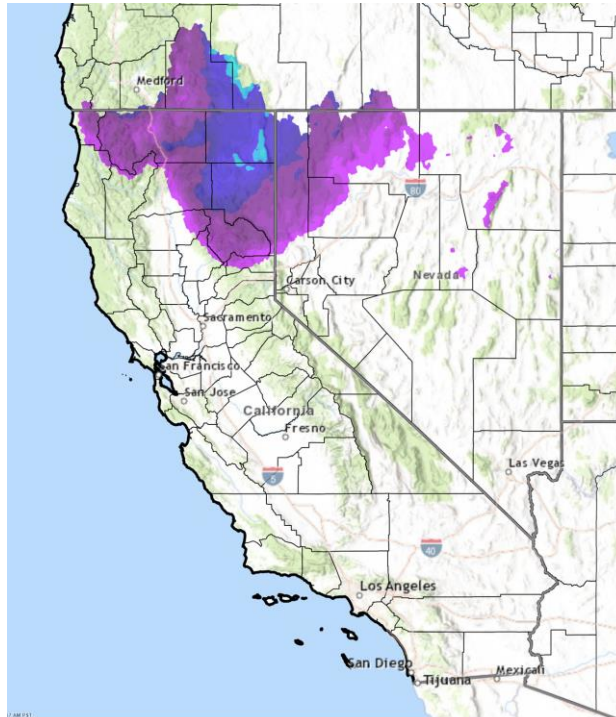 Medford
80
Carson City
Nevada
Sacramento
San Francisco
San Jose
California
Fresno
5
Las Vegas
40
Los Angeles
San Diego
Tijuana
Mexicali